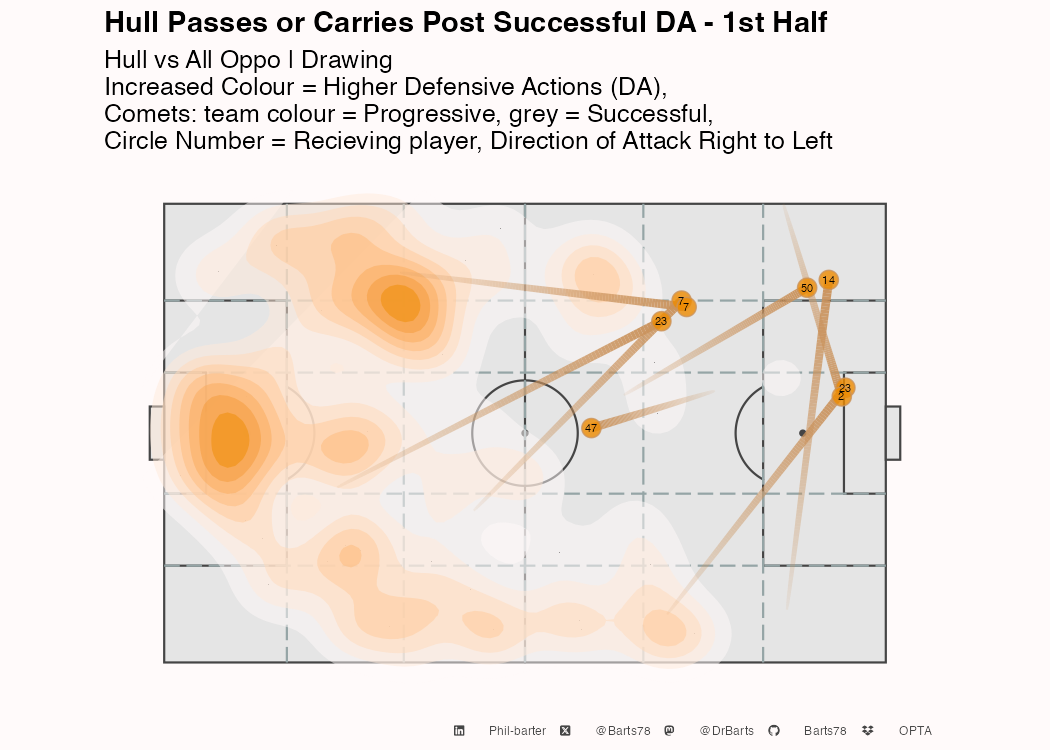 Hull Passes or Carries Post Successful DA - 1st Half
Hull vs All Oppo | Drawing
Increased Colour = Higher Defensive Actions (DA),
Comets: team colour = Progressive, grey = Successful,
Circle Number = Recieving player, Direction of Attack Right to Left
50 14
7 7
23
23
2
47
Phil-barter @Barts78 @DrBarts Barts78 OPTA